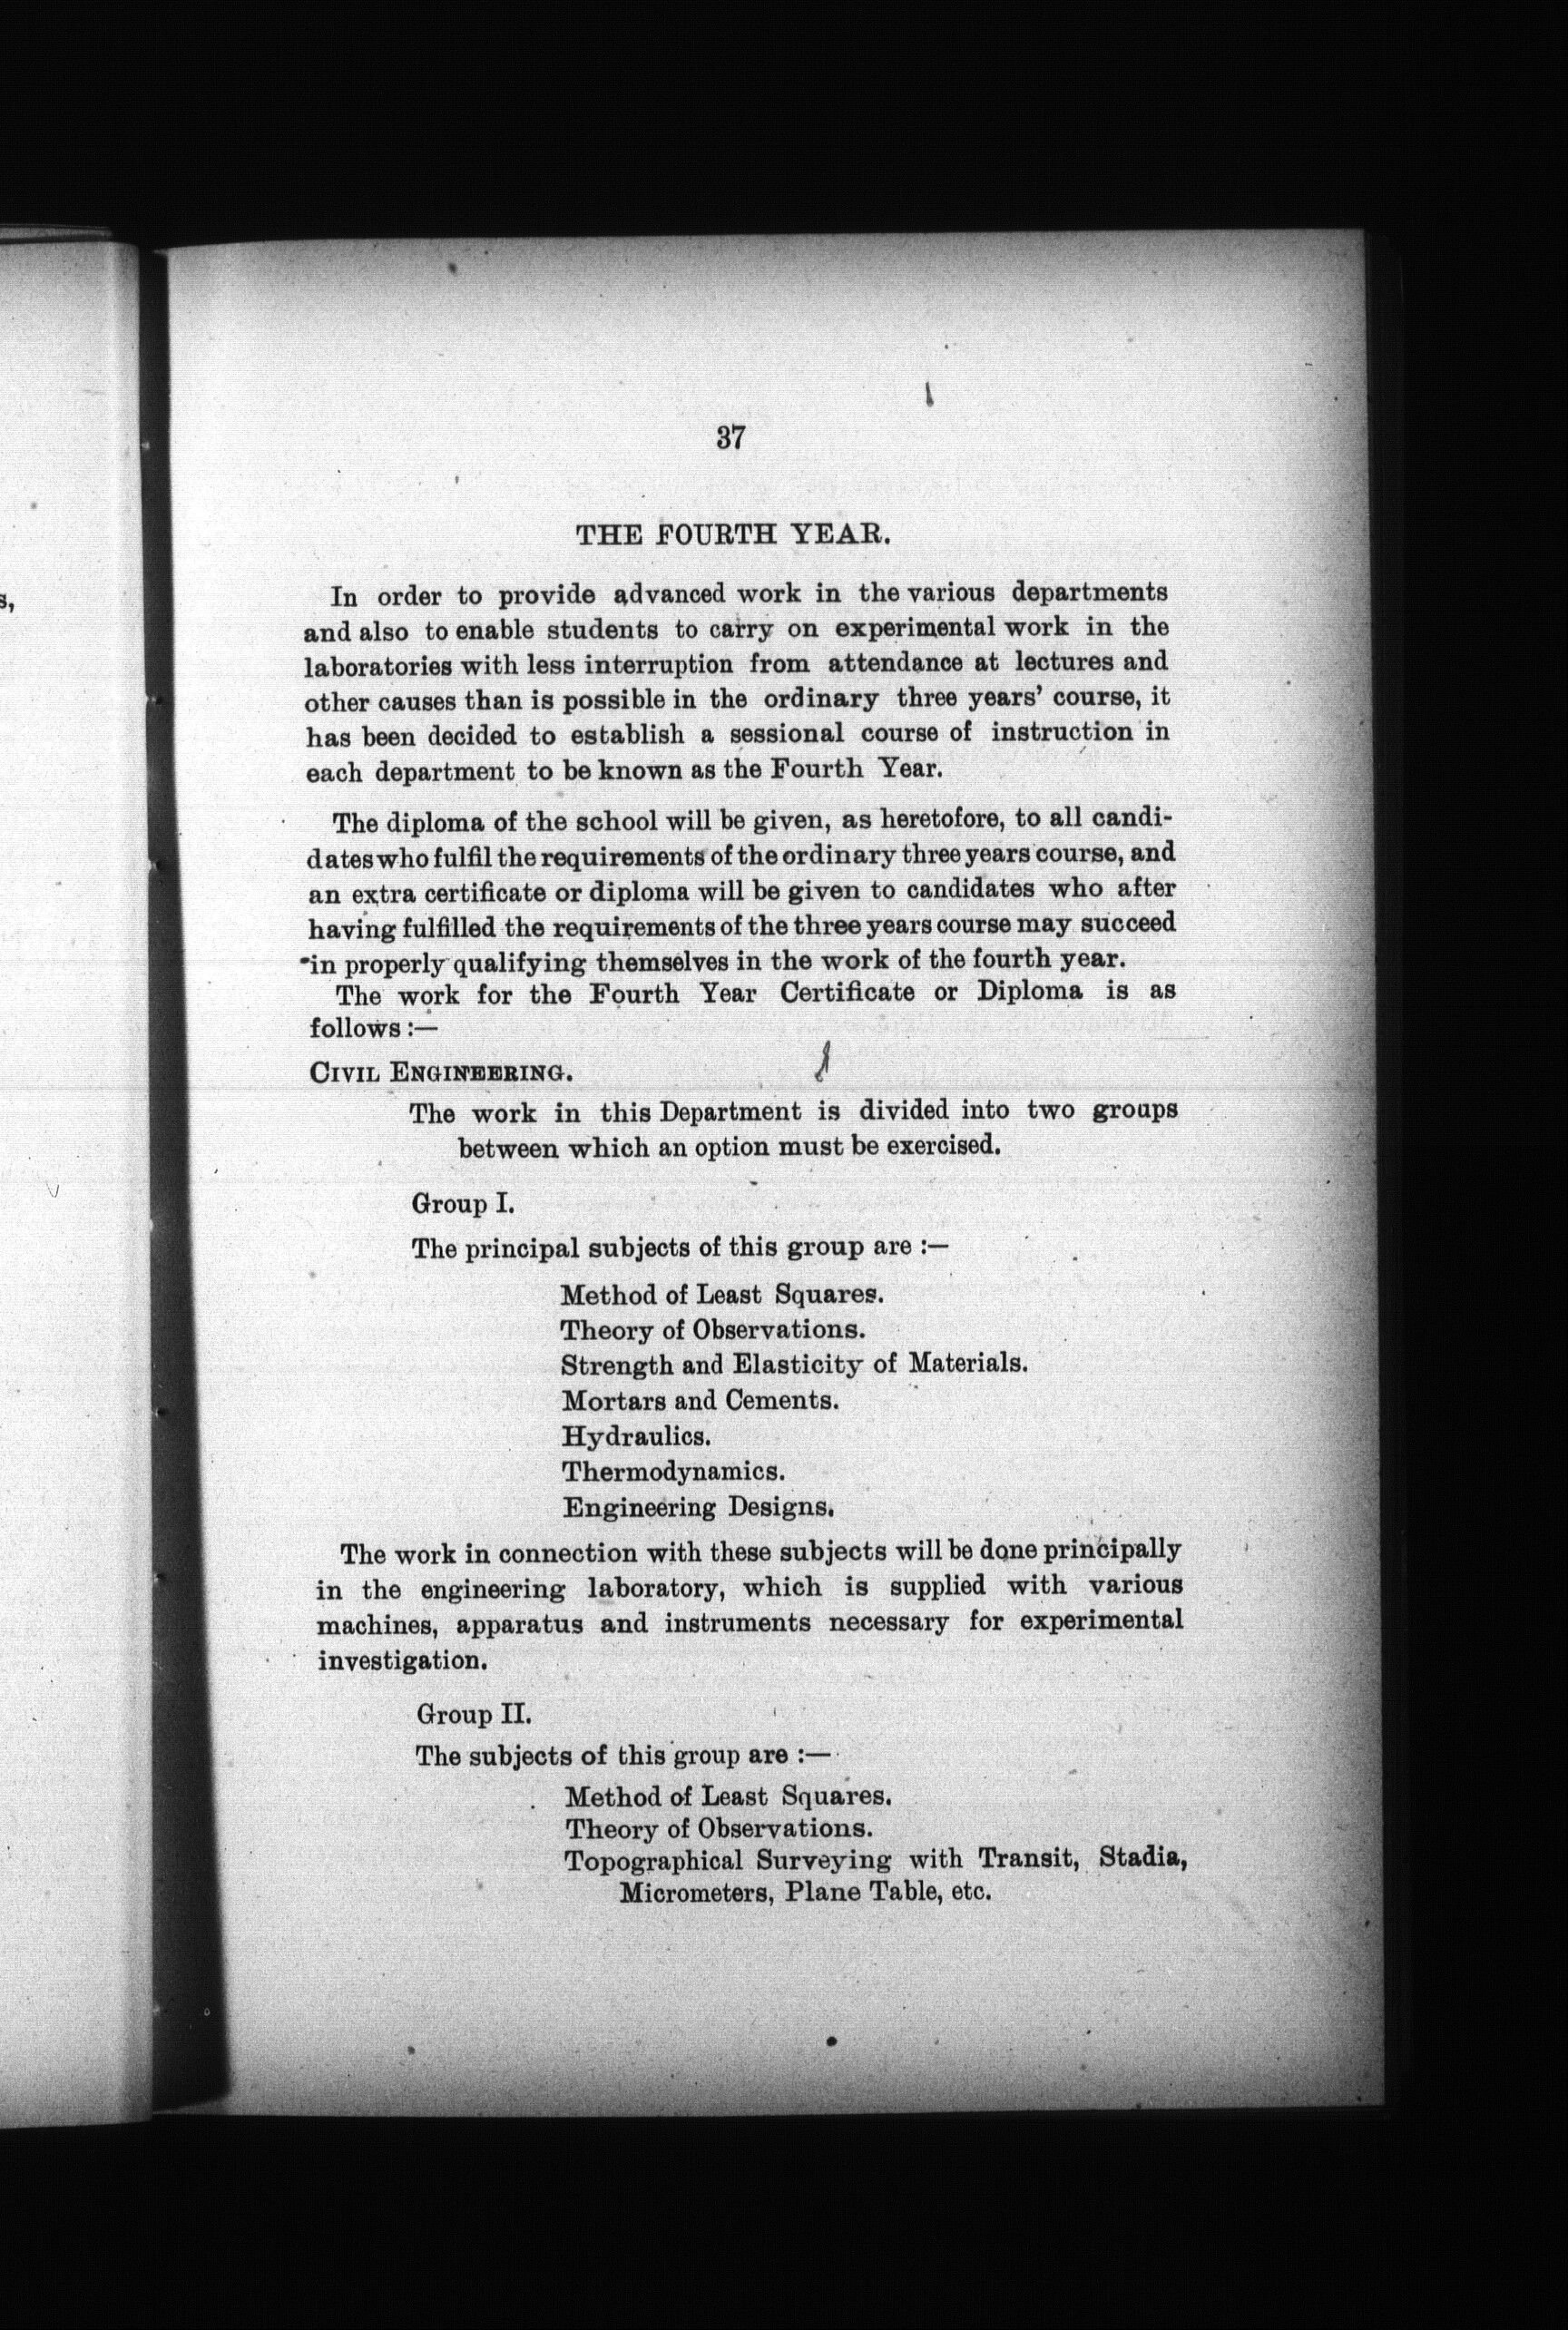 s,
37
THE FOURTH YEAR.
In order to provide advanced work in the various departments
and also to enable students to carry on experimental work in the
laboratories with less interruption from attendance at lectures and
other causes than is possible in the ordinary three years' course, it
has been decided to establish a sessional course of instruction in
each department to be known as the Fourth Year.
The diploma of the school will be given, as heretofore, to all candi-
dates who fulfil the requirements of the ordinary three years course, and
an extra certificate or diploma will be given to candidates who after
having fulfilled the requirements of the three years course may succeed
in properly qualifying themselves in the work of the fourth year.
The work for the Fourth Year Certificate or Diploma is as
follows :—
CIVIL ENGINEERING.
The work in this Department is divided into two groups
between which an option must be exercised.
Group I.
The principal subjects of this group are :—
Method of Least Squares.
Theory of Observations.
Strength and Elasticity of Materials.
Mortars and Cements.
Hydraulics.
Thermodynamics.
Engineering Designs.
The work in connection with these subjects will be done principally
in the engineering laboratory, which is supplied with various
machines, apparatus and instruments necessary for experimental
investigation.
Group II.
The subjects of this group are :—
Method of Least Squares.
Theory of Observations.
Topographical Surveying with Transit, Stadia,
Micrometers, Plane Table, etc.